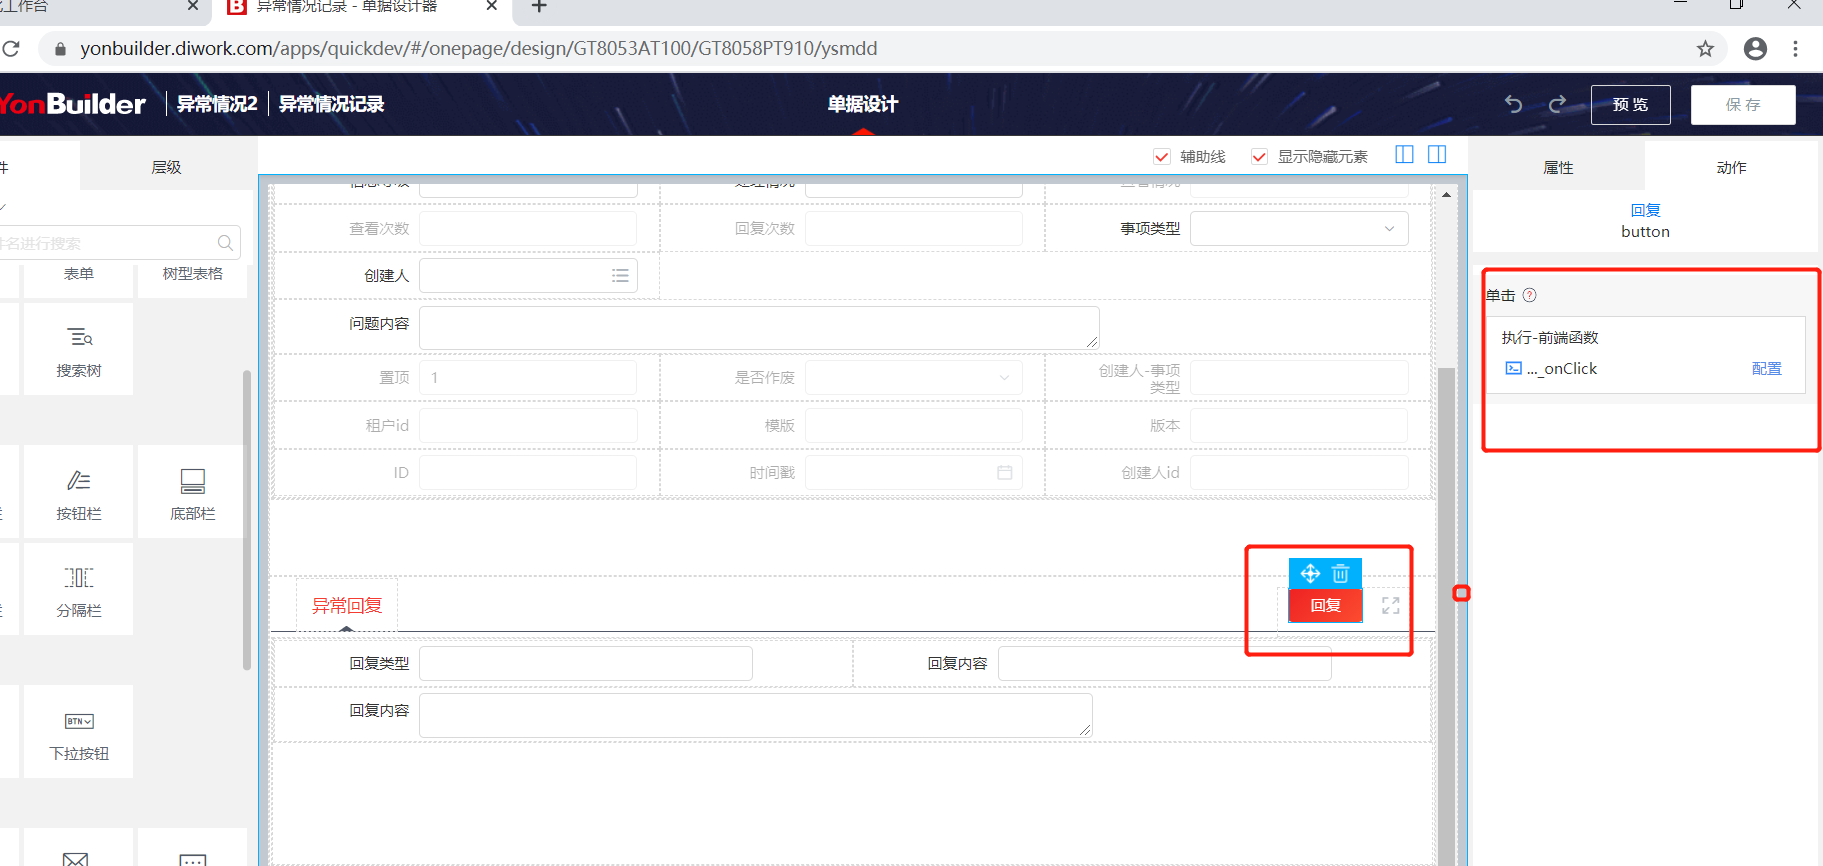 工作台
异常情况记录 - 单据设计器
yonbuilder.diwork.com/apps/quickdev/#/onepage/design/GT8053AT100/GT8058PT910/ysmdd
YonBuilder
异常情况2
异常情况记录
单据设计
预 览
保 存
件
层级
辅助线
显示隐藏元素
属性
动作
件名进行搜索
表单
树型表格
搜索树
按钮栏
底部栏
分隔栏
BTN
下拉按钮
查看次数
回复次数
事项类型
创建人
问题内容
置顶
1
是否作废
创建人-事项
类型
租户id
模版
版本
ID
时间戳
创建人id
异常回复
回复
回复类型
回复内容
回复内容
回复
button
单击
执行-前端函数
..._onClick
配置